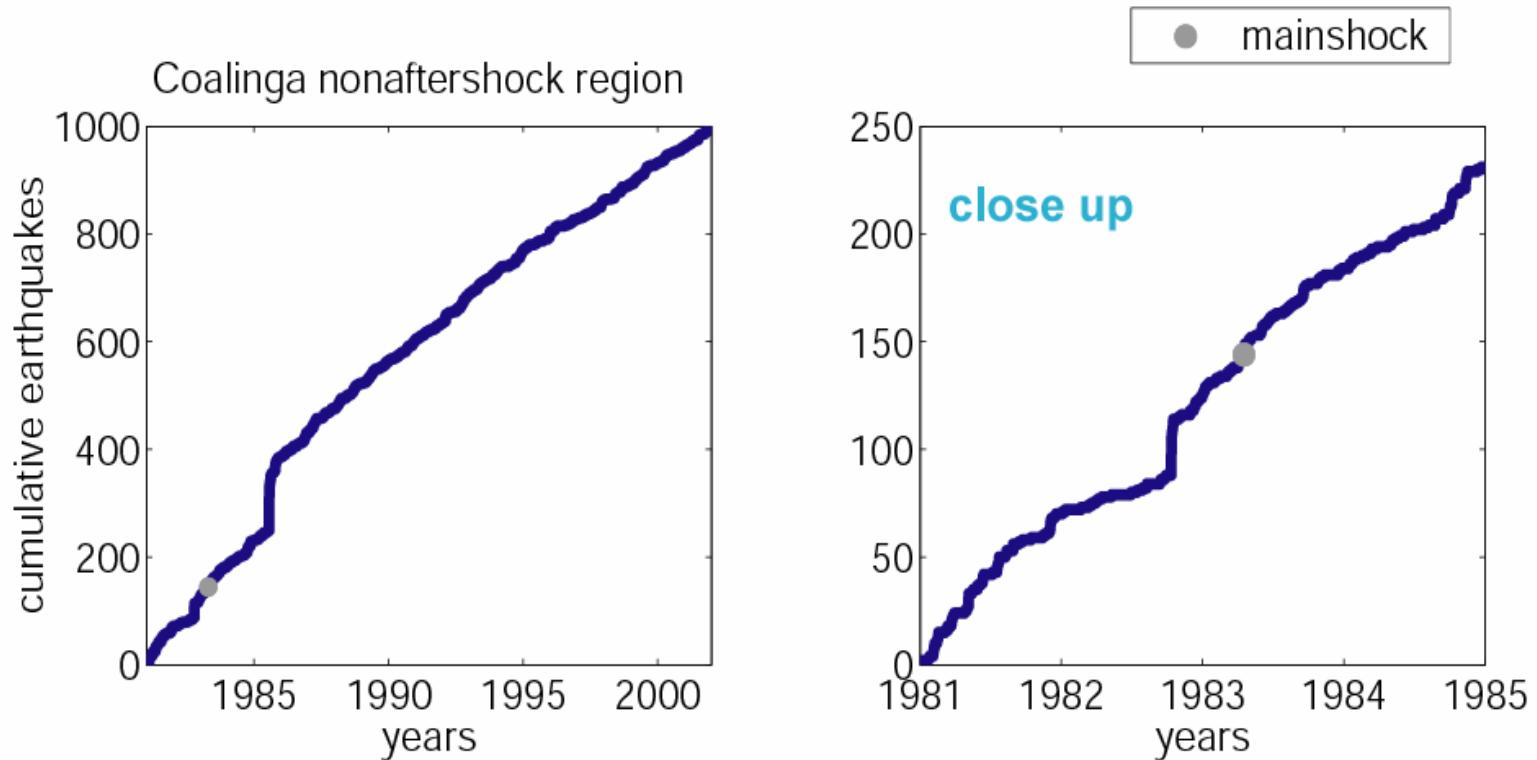 mainshock
Coalinga nonaftershock region
cumulative earthquakes
1000
800
600
400
200
0
1985 1990 1995 2000
years
close up
250
200
150
100
50
0
1981 1982 1983 1984 1985
years